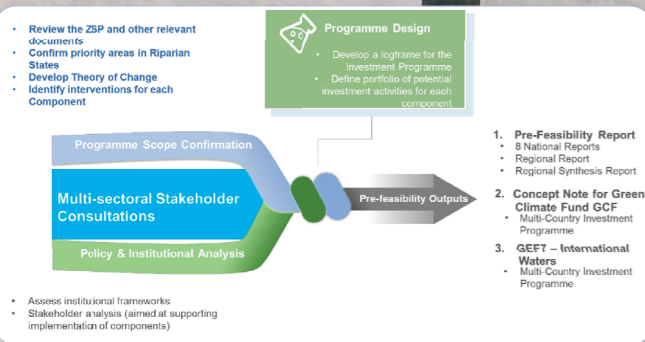 • Review the ZSP and other relevant
documents
• Confirm priority areas in Riparian
States
• Develop Theory of Change
• Identify interventions for each
Component
Programme Design
• Develop a logframe for the
Investment Programme
• Define portfolio of potential
investment activities for each
component
Programme Scope Confirmation
Multi-sectoral Stakeholder
Consultations
Policy & Institutional Analysis
Pre-feasibility Outputs
1. Pre-Feasibility Report
• 8 National Reports
• Regional Report
• Regional Synthesis Report
2. Concept Note for Green
Climate Fund GCF
• Multi-Country Investment
Programme
3. GEF7 – International
Waters
• Multi-Country Investment
Programme
• Assess institutional frameworks
• Stakeholder analysis (aimed at supporting
implementation of components)